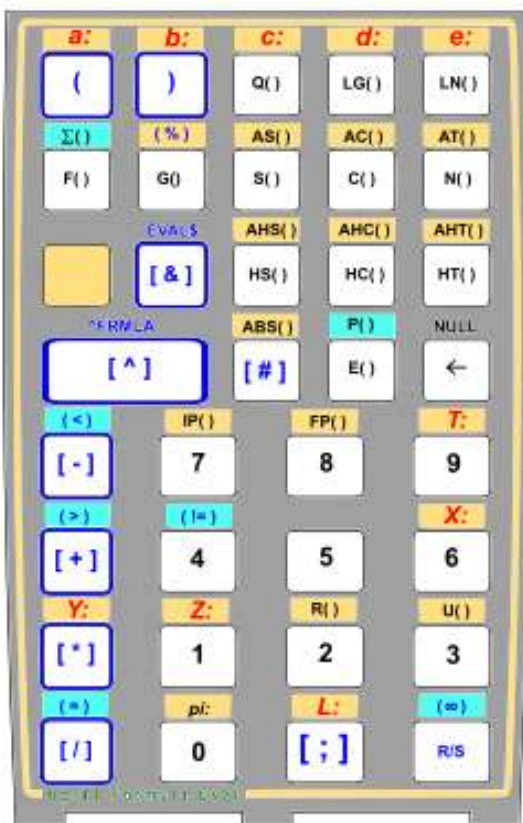 a: b: c: d: e:
( ) Q( ) LG( ) LN( )
Σ( ) (%) AS( ) AC( ) AT( )
F( ) G() S( ) C( ) N( )
EVAL$ AHS( ) AHC( ) AHT( )
[ & ] HS( ) HC( ) HT( )
^FRMLA ABS( ) P( ) NULL
[ ^ ] [ # ] E( ) ←
( < ) IP( ) FP( ) T:
[ - ] 7 8 9
( > ) ( != ) X:
[ + ] 4 5 6
Y: Z: R( ) U( )
[ * ] 1 2 3
( = ) pi: L: (∞)
[ / ] 0 [ ; ] R/S